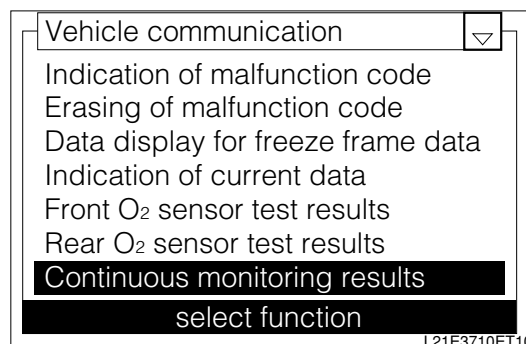 Vehicle communication
Indication of malfunction code
Erasing of malfunction code
Data display for freeze frame data
Indication of current data
Front O₂ sensor test results
Rear O₂ sensor test results
Continuous monitoring results
select function